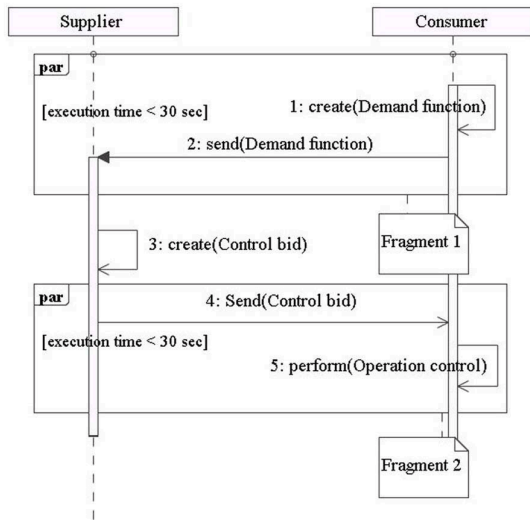 Supplier
Consumer
par
[execution time < 30 sec]
1: create(Demand function)
2: send(Demand function)
Fragment 1
3: create(Control bid)
par
4: Send(Control bid)
[execution time < 30 sec]
5: perform(Operation control)
Fragment 2